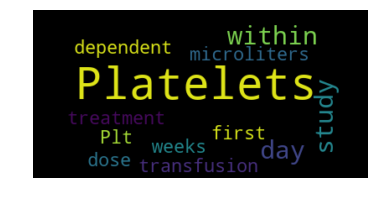 within
dependent
microliters
Platelets
study
treatment
Plt
first
weeks
day
dose
transfusion